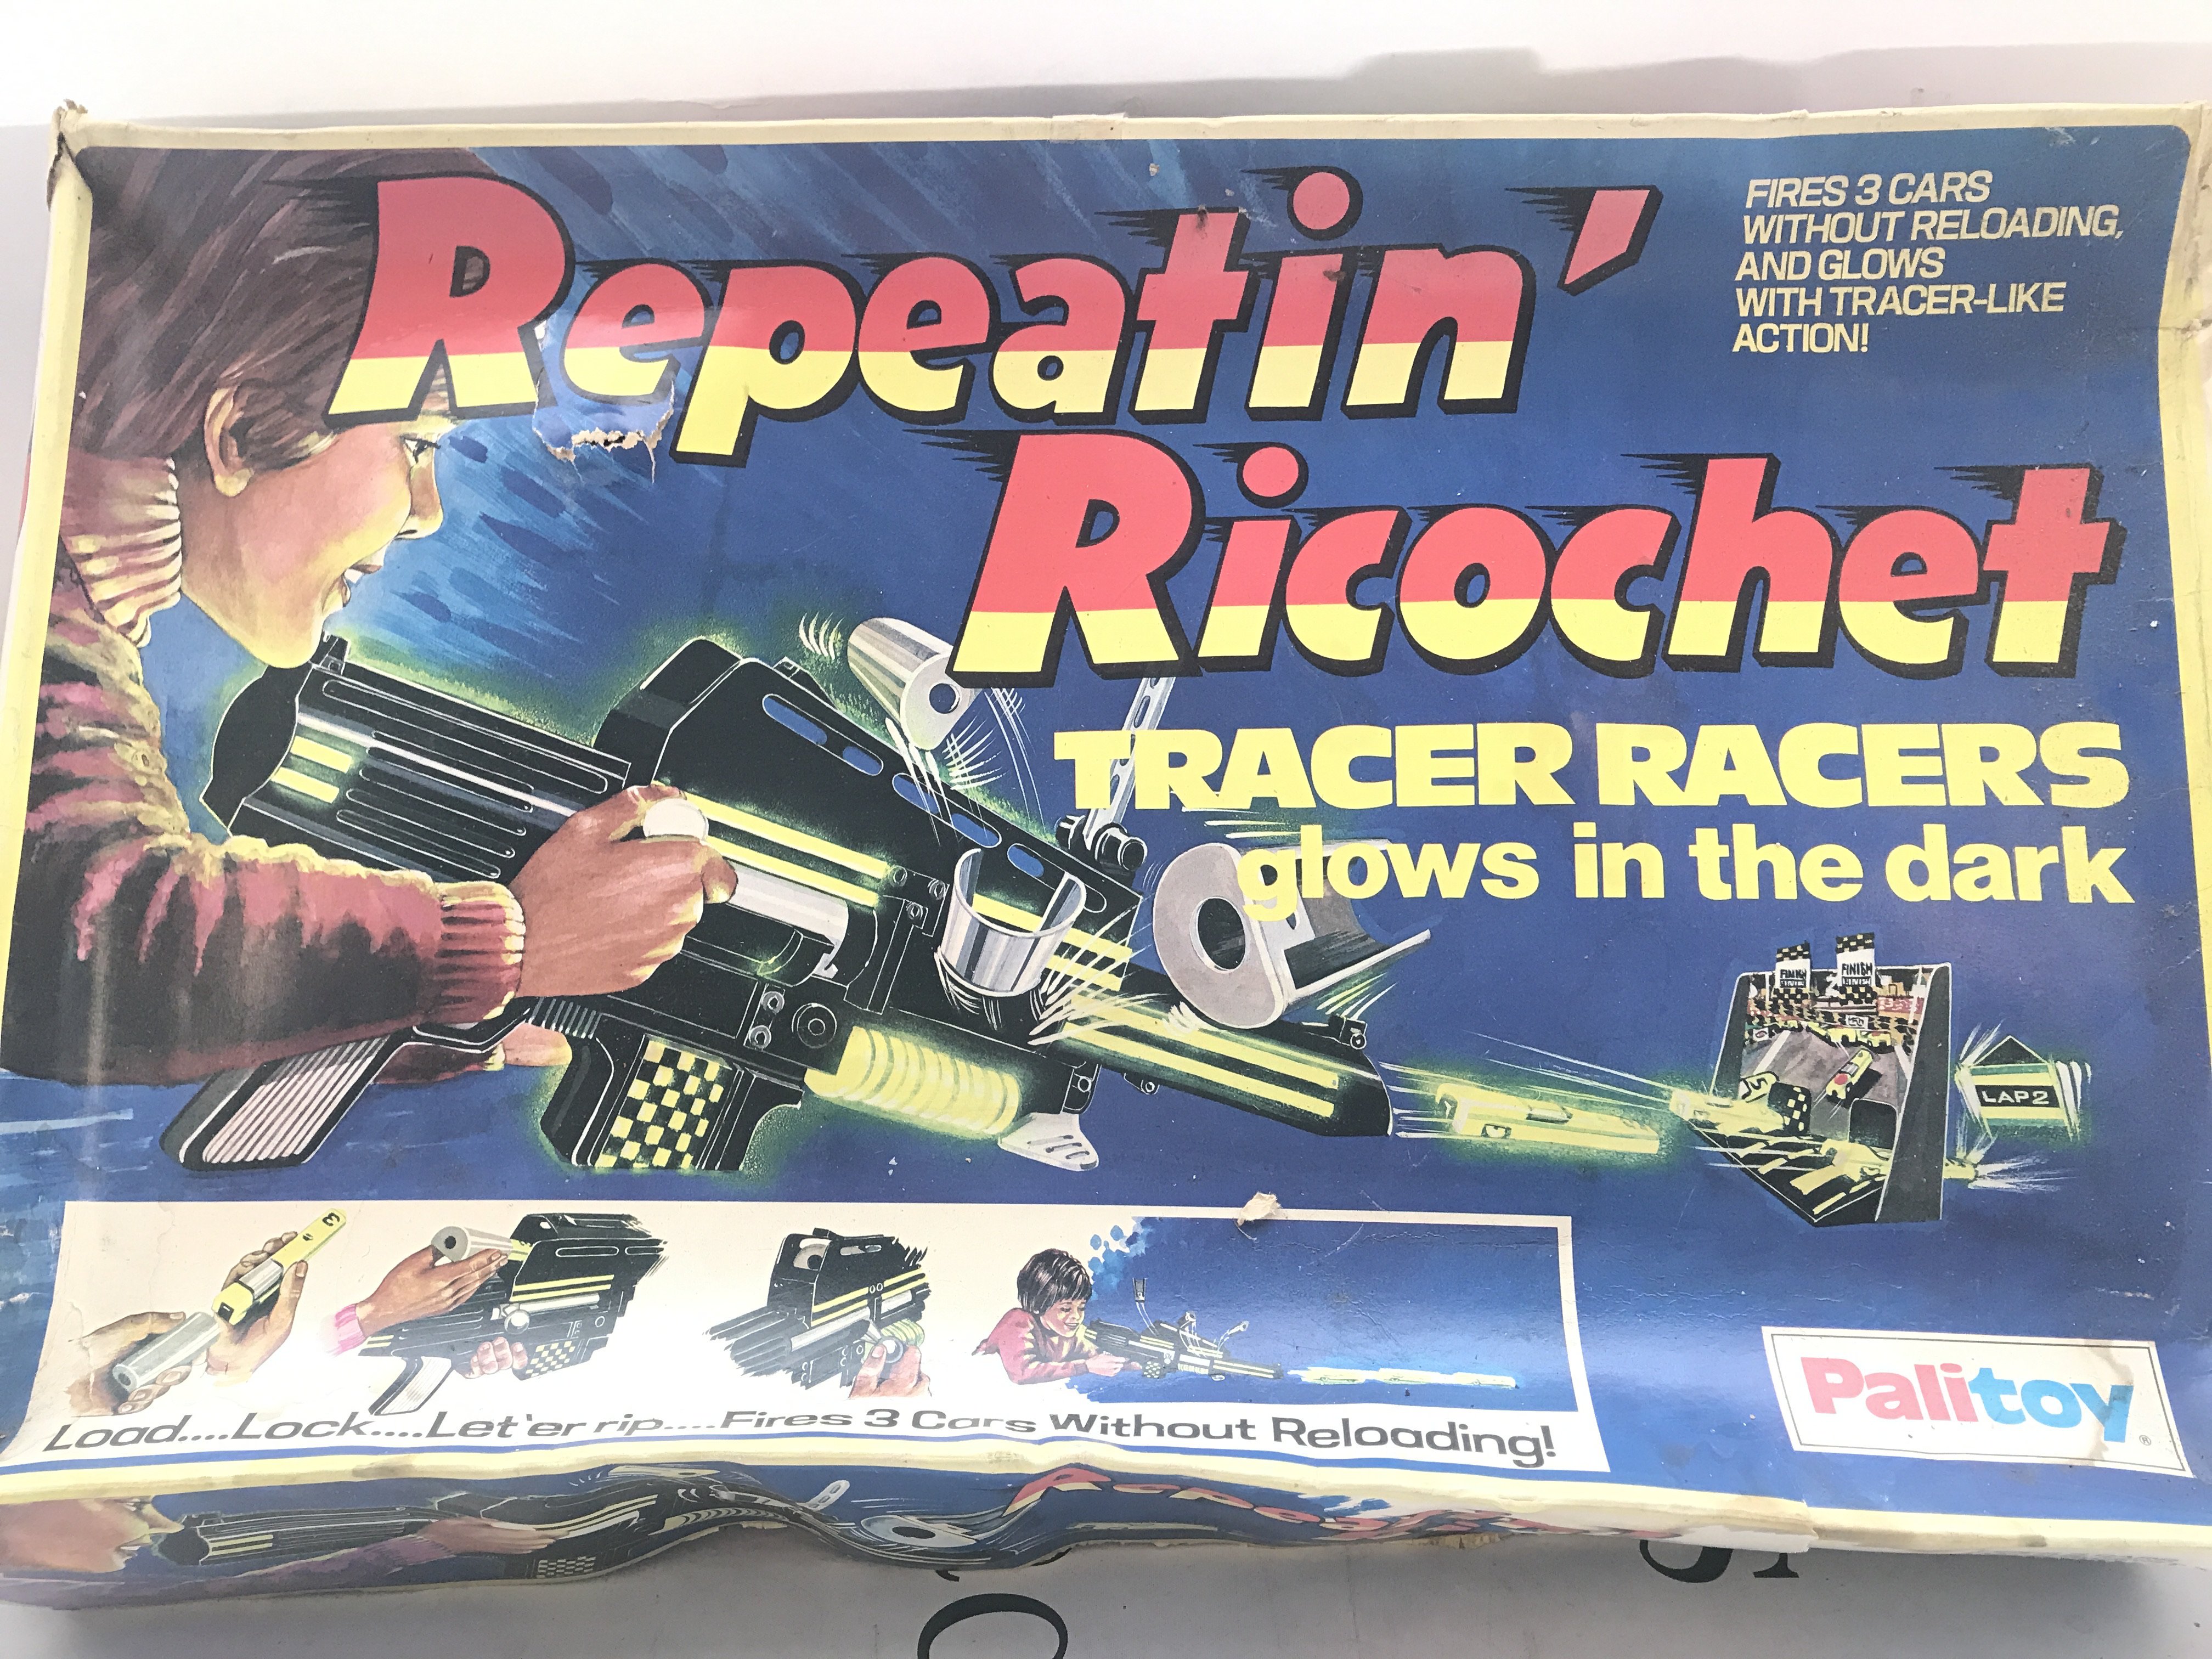 Repeatin'
Ricochet
FIRES 3 CARS
WITHOUT RELOADING,
AND GLOWS
WITH TRACER-LIKE
ACTION!
TRACER RACERS
glows in the dark
FINISH
FINISH
LAP 2
3
Load....Lock....Let 'er rip....Fires 3 Cars Without Reloading!
Palitoy®